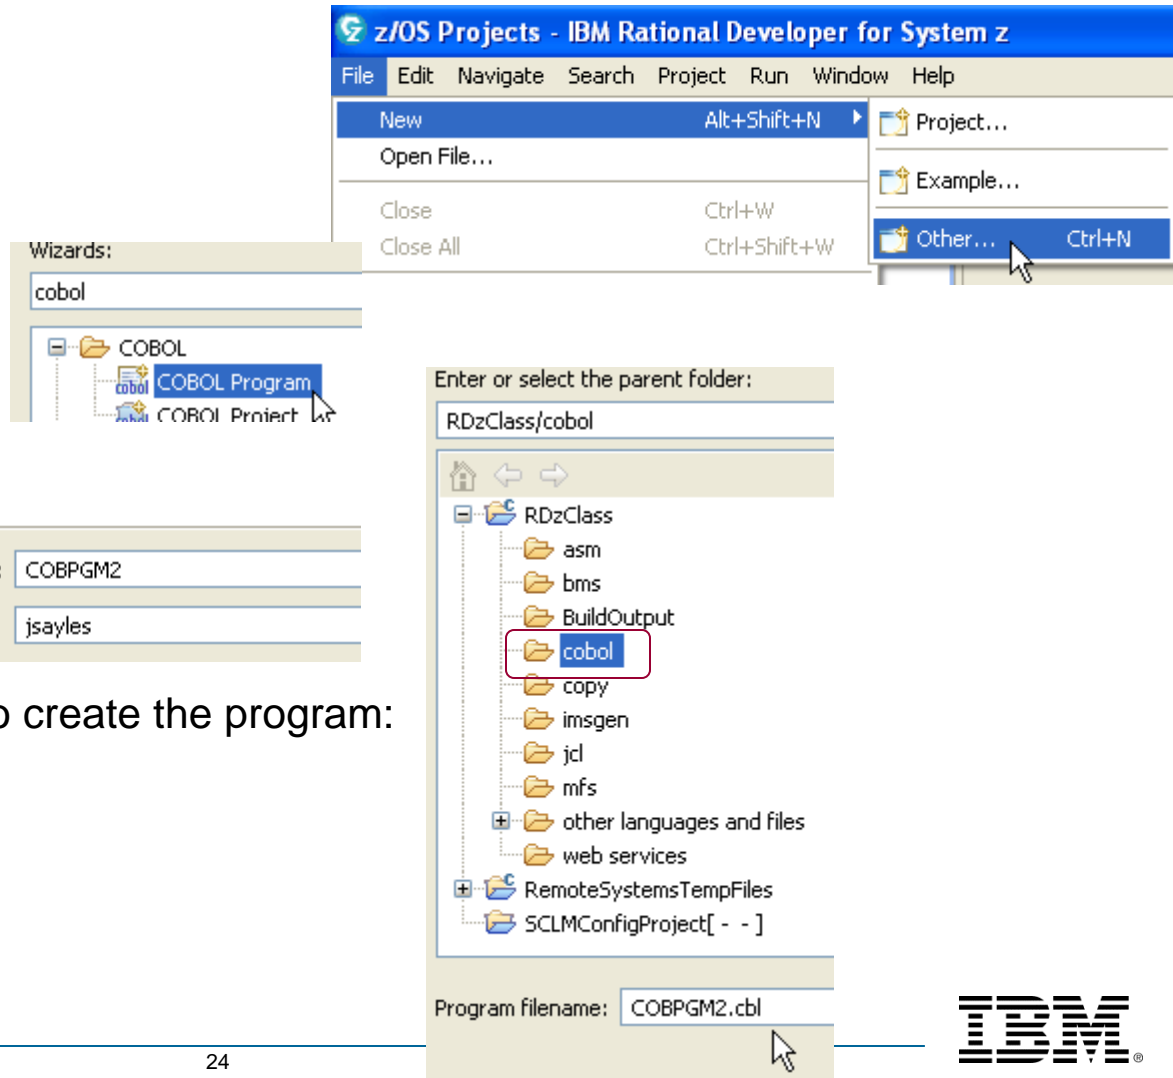 z/OS Projects - IBM Rational Developer for System z
File Edit Navigate Search Project Run Window Help
New Alt+Shift+N
Project...
Open File...
Example...
Close Ctrl+W
Close All Ctrl+Shift+W
Other... Ctrl+N
Wizards:
cobol
COBOL
COBOL Program
COBOL Project
: COBPGM2
jsayles
o create the program:
Enter or select the parent folder:
RDzClass/cobol
RDzClass
asm
bms
BuildOutput
cobol
copy
imsgen
jcl
mfs
other languages and files
web services
RemoteSystemsTempFiles
SCLMConfigProject[ - - ]
Program filename: COBPGM2.cbl
24
IBM®